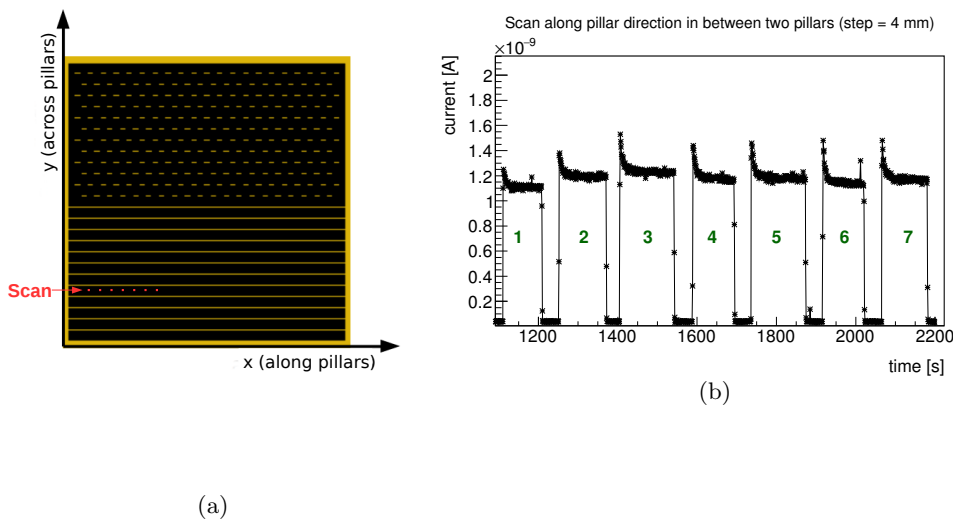 y (across pillars)
Scan
x (along pillars)
(a)
Scan along pillar direction in between two pillars (step = 4 mm)
×10⁻⁹
current [A]
2
1.8
1.6
1.4
1.2
1
0.8
0.6
0.4
0.2
1 2 3 4 5 6 7
1200 1400 1600 1800 2000 2200
time [s]
(b)